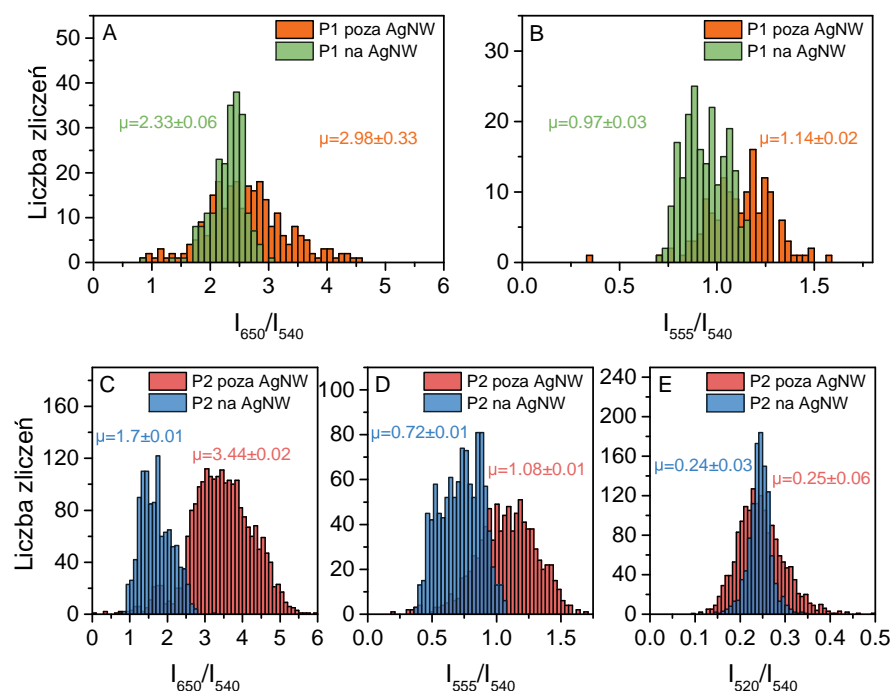 A
P1 poza AgNW
P1 na AgNW
μ=2.33±0.06
μ=2.98±0.33
Liczba zliczeń
50
40
30
20
10
0
0 1 2 3 4 5 6
I650/I540
B
P1 poza AgNW
P1 na AgNW
μ=0.97±0.03
μ=1.14±0.02
30
20
10
0
0.0 0.5 1.0 1.5
I555/I540
C
P2 poza AgNW
P2 na AgNW
μ=1.7±0.01
μ=3.44±0.02
Liczba zliczeń
180
120
60
0
0 1 2 3 4 5 6
I650/I540
D
P2 poza AgNW
P2 na AgNW
μ=0.72±0.01
μ=1.08±0.01
100
80
60
40
20
0
0.0 0.5 1.0 1.5
I555/I540
E
P2 poza AgNW
P2 na AgNW
μ=0.24±0.03
μ=0.25±0.06
240
200
160
120
80
40
0
0.0 0.1 0.2 0.3 0.4 0.5
I520/I540